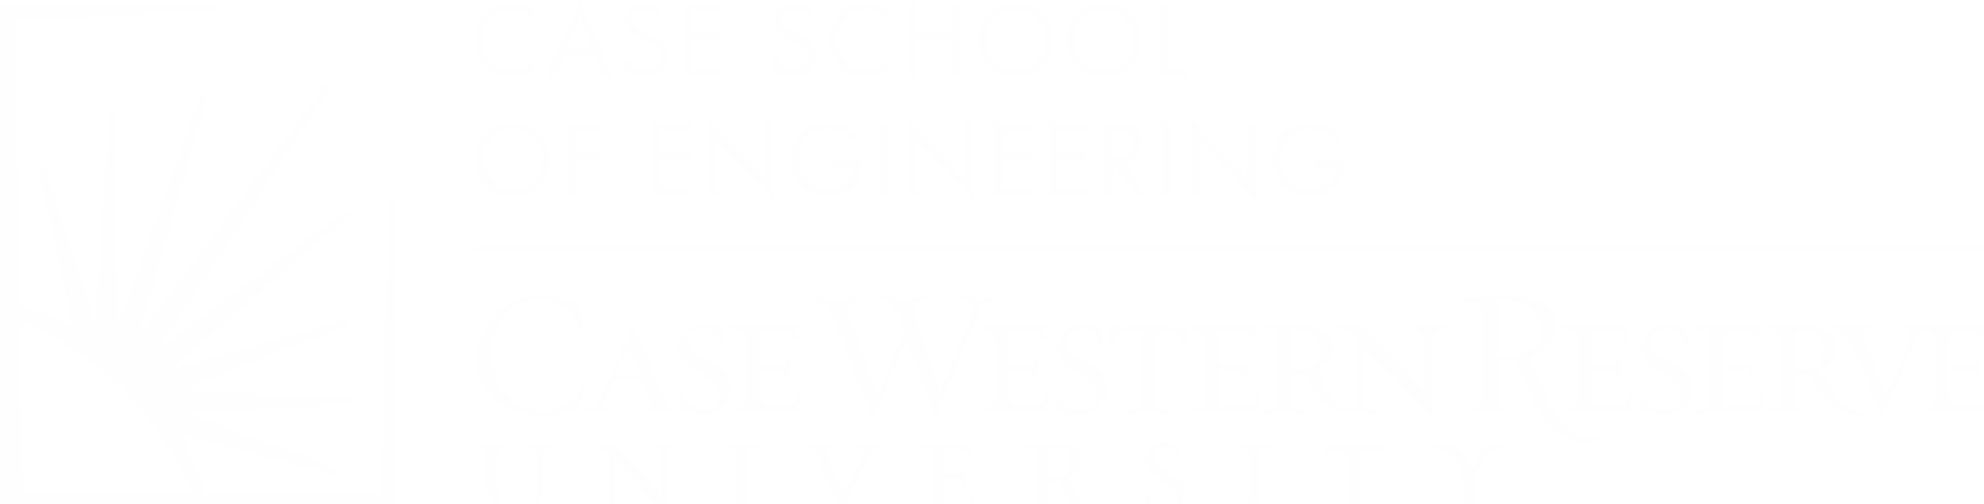 CASE SCHOOL
OF ENGINEERING
CASE WESTERN RESERVE
UNIVERSITY